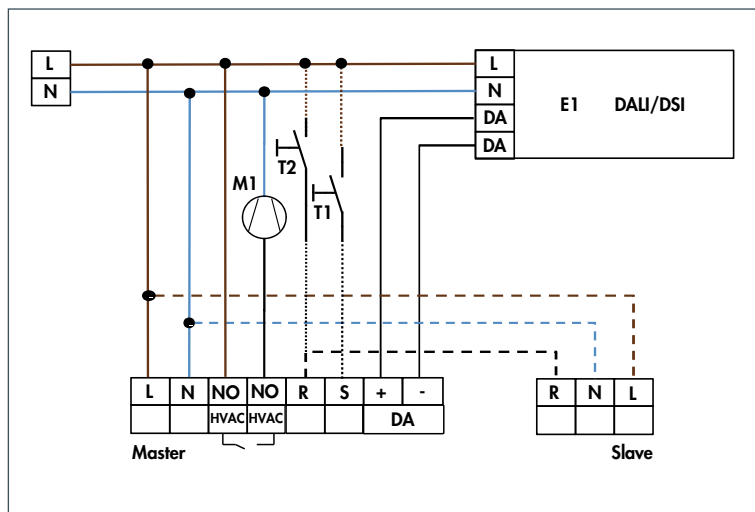 L
N
L
N
DA
DA
E1 DALI/DSI
T2
M1
T1
L N NO NO R S + -
HVAC HVAC DA
R N L
Master
Slave